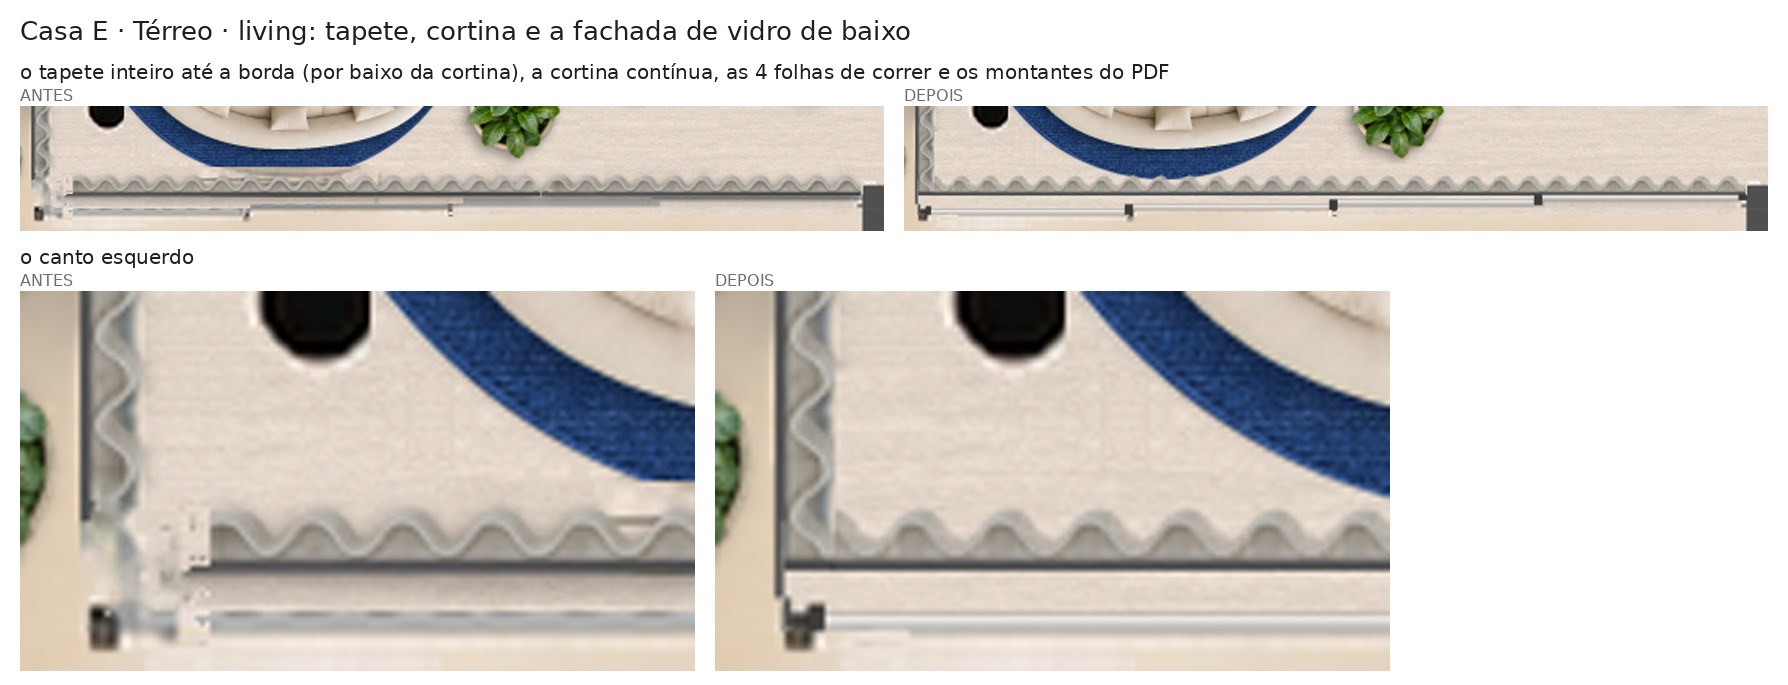 Casa E · Térreo · living: tapete, cortina e a fachada de vidro de baixo
o tapete inteiro até a borda (por baixo da cortina), a cortina contínua, as 4 folhas de correr e os montantes do PDF
ANTES
DEPOIS
o canto esquerdo
ANTES
DEPOIS